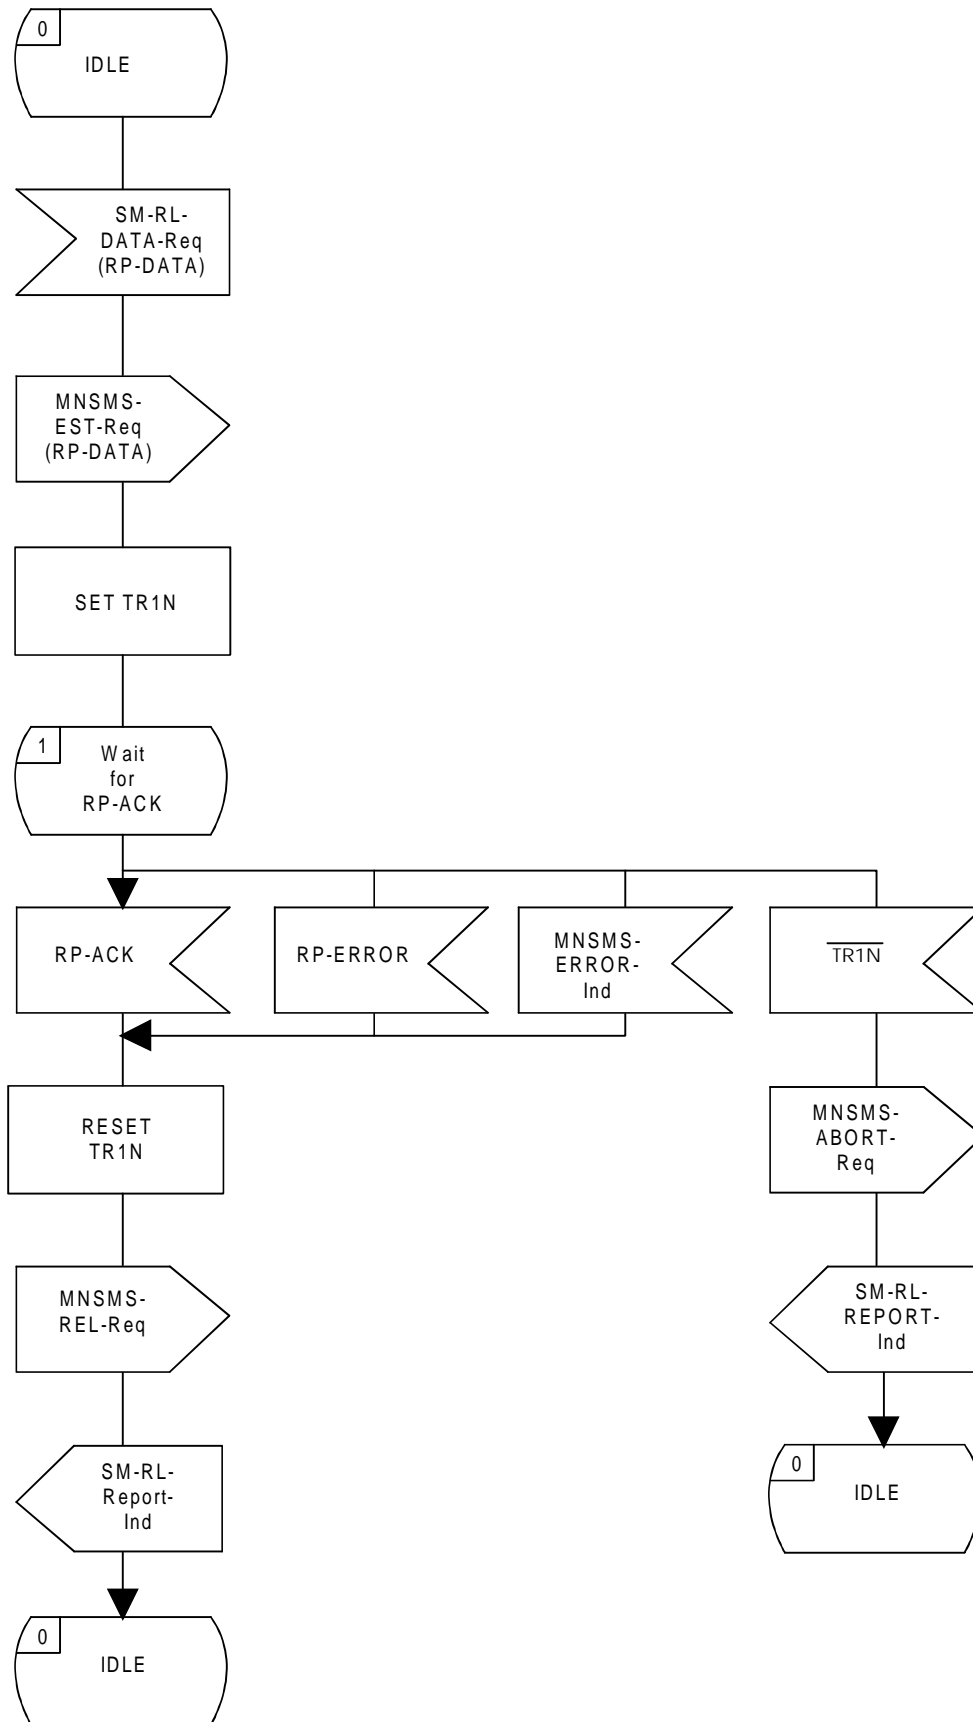 0
IDLE
SM-RL-
DATA-Req
(RP-DATA)
MNSMS-
EST-Req
(RP-DATA)
SET TR1N
1
Wait
for
RP-ACK
RP-ACK
RP-ERROR
MNSMS-
ERROR-
Ind
TR1N
RESET
TR1N
MNSMS-
ABORT-
Req
MNSMS-
REL-Req
SM-RL-
REPORT-
Ind
SM-RL-
Report-
Ind
0
IDLE
0
IDLE